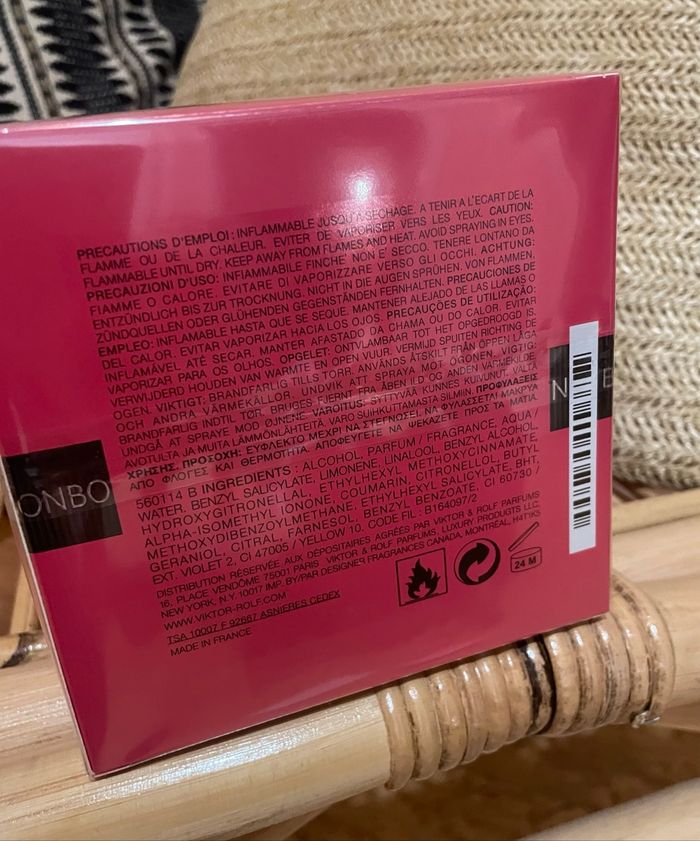 PRECAUTIONS D'EMPLOI : INFLAMMABLE JUSQU'A SECHAGE. A TENIR A L'ECART DE LA
FLAMME OU DE LA CHALEUR. EVITER DE VAPORISER VERS LES YEUX. CAUTION:
FLAMMABLE UNTIL DRY. KEEP AWAY FROM FLAMES AND HEAT. AVOID SPRAYING IN EYES.
PRECAUZIONI D'USO: INFIAMMABILE FINCHE' NON E' SECCO. TENERE LONTANO DA
FIAMME O CALORE. EVITARE DI VAPORIZZARE VERSO GLI OCCHI. ACHTUNG:
ENTZÜNDLICH BIS ZUR TROCKNUNG. NICHT IN DIE AUGEN SPRÜHEN. VON FLAMMEN,
ZÜNDQUELLEN ODER GLÜHENDEN GEGENSTÄNDEN FERNHALTEN. PRECAUCIONES DE
EMPLEO: INFLAMABLE HASTA QUE SE SEQUE. MANTENER ALEJADO DE LAS LLAMAS O
DEL CALOR. EVITAR VAPORIZAR HACIA LOS OJOS. PRECAUÇÕES DE UTILIZAÇÃO:
INFLAMÁVEL ATÉ SECAR. MANTER AFASTADO DA CHAMA OU DO CALOR. EVITAR
VAPORIZAR PARA OS OLHOS. OPGELET: ONTVLAMBAAR TOT HET OPGEDROOGD IS.
VERWIJDERD HOUDEN VAN WARMTE EN OPEN VUUR. VERMIJD SPUITEN RICHTING DE
OGEN. VIKTIGT: BRANDFARLIG TILLS TORR. ANVÄND ÅTSKILT FRÅN ÖPPEN LÅGA
OCH ANDRA VÄRMEKÄLLOR. UNDVIK ATT SPRAYA MOT ÖGONEN. VIGTIG:
BRANDFARLIG INDTIL TØR. BRUGES FJERNT FRA ÅBEN ILD OG ANDEN VARMEKILDE.
UNDGÅ AT SPRAYE MOD ØJNENE. VAROITUS: SYTTYVÄÄ KUNNES KUIVUNUT. VÄLTÄ
AVOTULTA JA MUITA LÄMMÖNLÄHTEITÄ. VARO SUIHKUTTAMASTA SILMIIN. ΠΡΟΦΥΛΑΞΕΙΣ
ΧΡΗΣΗΣ. ΠΡΟΣΟΧΗ: ΕΥΦΛΕΚΤΟ ΜΕΧΡΙ ΝΑ ΣΤΕΓΝΩΣΕΙ ΝΑ ΦΥΛΑΣΣΕΤΑΙ ΜΑΚΡΥΑ
ΑΠΟ ΦΛΟΓΕΣ ΚΑΙ ΘΕΡΜΟΤΗΤΑ. ΑΠΟΦΕΥΓΕΤΕ ΝΑ ΨΕΚΑΖΕΤΕ ΠΡΟΣ ΤΑ ΜΑΤΙΑ
560114 B INGREDIENTS : ALCOHOL, PARFUM / FRAGRANCE, AQUA /
WATER, BENZYL SALICYLATE, LIMONENE, LINALOOL, BENZYL ALCOHOL
HYDROXYCITRONELLAL, ETHYLHEXYL METHOXYCINNAMATE,
ALPHA-ISOMETHYL IONONE, COUMARIN, CITRONELLOL, BUTYL
METHOXYDIBENZOYLMETHANE, ETHYLHEXYL SALICYLATE, BHT,
GERANIOL, CITRAL, FARNESOL, BENZYL BENZOATE, CI 60730 /
EXT. VIOLET 2, CI 47005 / YELLOW 10. CODE FIL : B164097/2
DISTRIBUTION RÉSERVÉE AUX DÉPOSITAIRES AGRÉÉS PAR VIKTOR & ROLF PARFUMS
16, PLACE VENDÔME 75001 PARIS VIKTOR & ROLF PARFUMS, LUXURY PRODUCTS LLC,
NEW YORK, N.Y. 10017 IMP. BY/PAR DESIGNER FRAGRANCES CANADA, MONTRÉAL, H4T1K5
WWW.VIKTOR-ROLF.COM
TSA 10007 F 92667 ASNIERES CEDEX
MADE IN FRANCE
24 M
ONBO
N
E